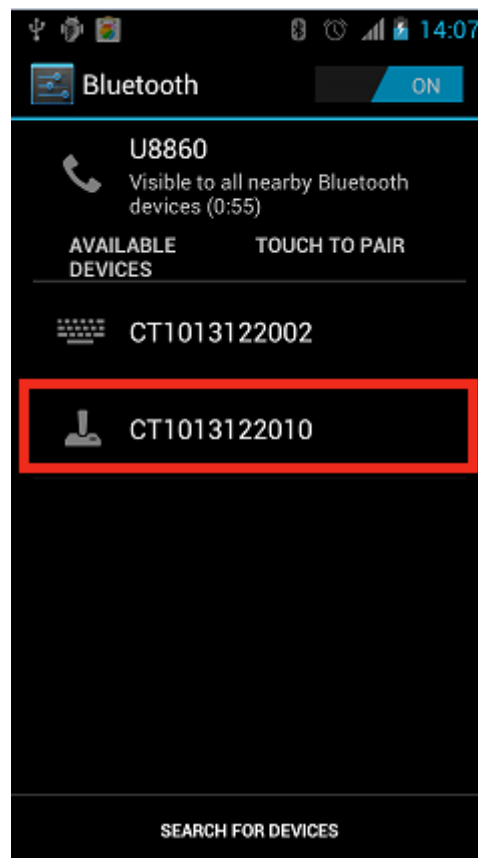 14:07
Bluetooth
ON
U8860
Visible to all nearby Bluetooth
devices (0:55)
AVAILABLE TOUCH TO PAIR
DEVICES
CT1013122002
CT1013122010
SEARCH FOR DEVICES